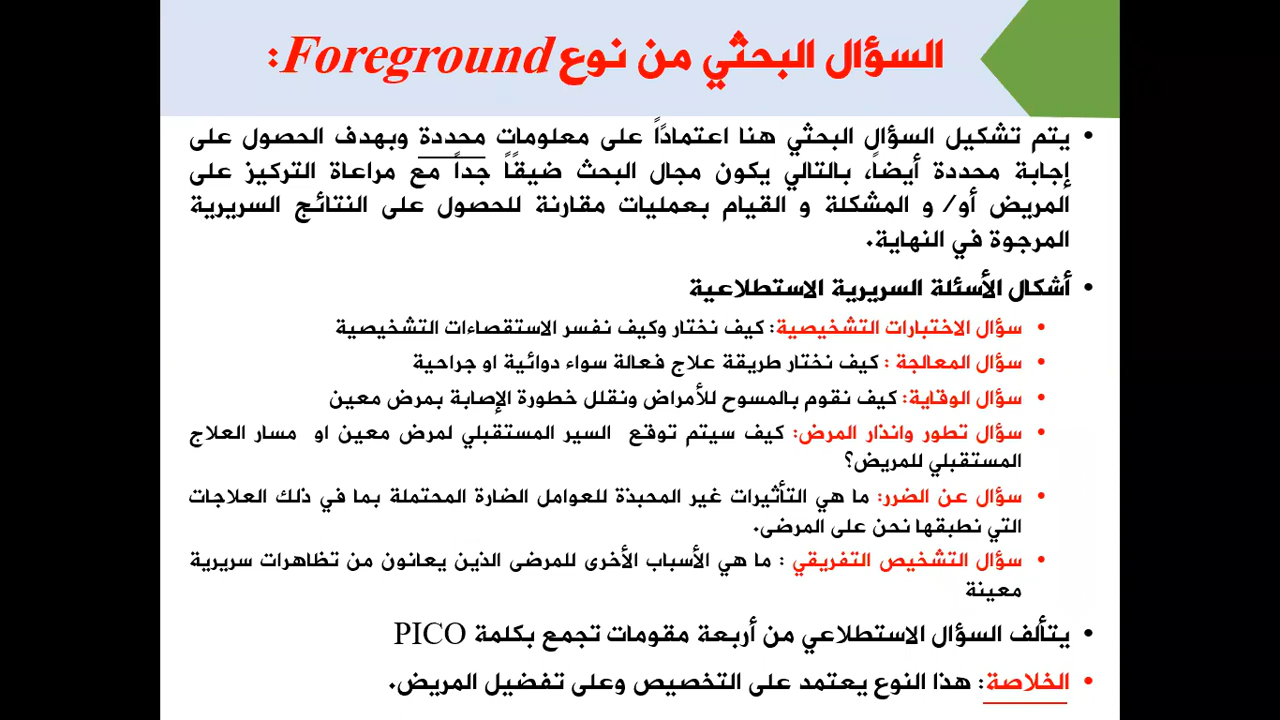 السؤال البحثي من نوع Foreground:
• يتم تشكيل السؤال البحثي هنا اعتماداً على معلومات محددة وبهدف الحصول على
إجابة محددة أيضاً، بالتالي يكون مجال البحث ضيقاً جداً مع مراعاة التركيز على
المريض أو/ و المشكلة و القيام بعمليات مقارنة للحصول على النتائج السريرية
المرجوة في النهاية.
• أشكال الأسئلة السريرية الاستطلاعية
• سؤال الاختبارات التشخيصية: كيف نختار وكيف نفسر الاستقصاءات التشخيصية
• سؤال المعالجة : كيف نختار طريقة علاج فعالة سواء دوائية او جراحية
• سؤال الوقاية: كيف نقوم بالمسوح للأمراض ونقلل خطورة الإصابة بمرض معين
• سؤال تطور وانذار المرض: كيف سيتم توقع السير المستقبلي لمرض معين او مسار العلاج
المستقبلي للمريض؟
• سؤال عن الضرر: ما هي التأثيرات غير المحبذة للعوامل الضارة المحتملة بما في ذلك العلاجات
التي نطبقها نحن على المرضى.
• سؤال التشخيص التفريقي : ما هي الأسباب الأخرى للمرضى الذين يعانون من تظاهرات سريرية
معينة
• يتألف السؤال الاستطلاعي من أربعة مقومات تجمع بكلمة PICO
• الخلاصة: هذا النوع يعتمد على التخصيص وعلى تفضيل المريض.